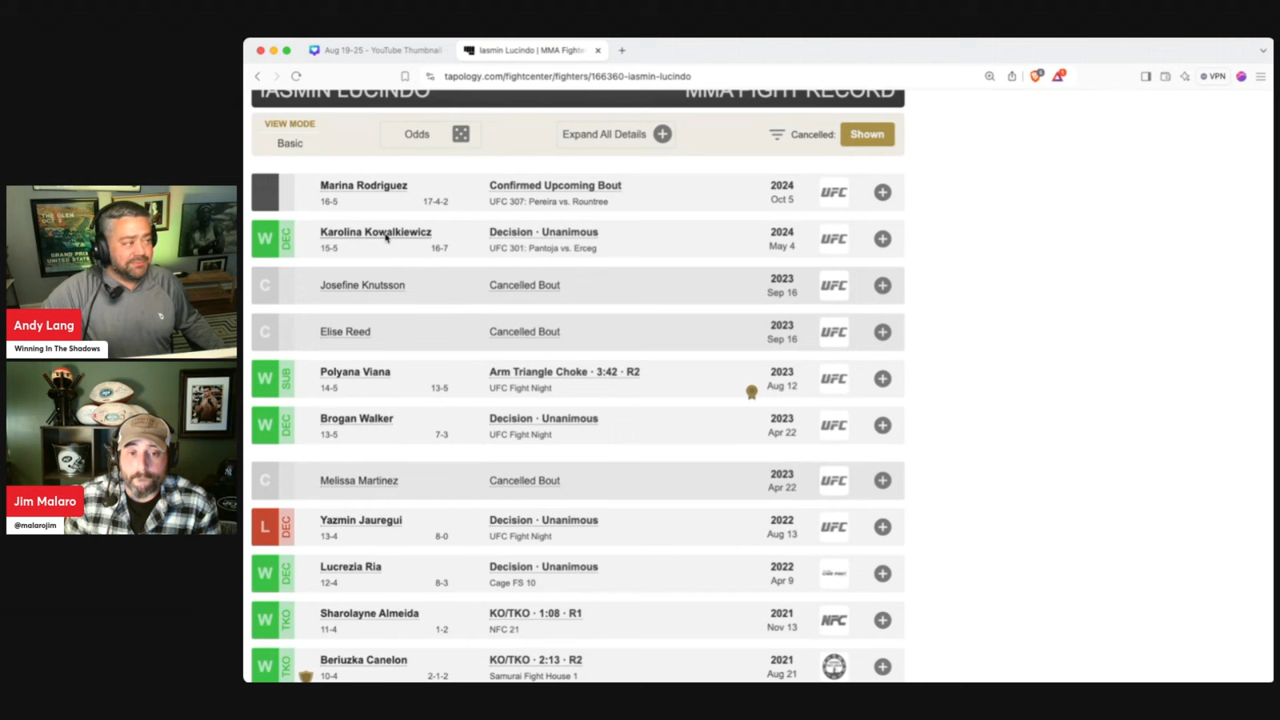 Aug 19-25 - YouTube Thumbnail
Iasmin Lucindo | MMA Fighte
tapology.com/fightcenter/fighters/166360-iasmin-lucindo
VPN
IASMIN LUCINDO
MMA FIGHT RECORD
VIEW MODE
Basic
Odds
Expand All Details
Cancelled:
Shown
Marina Rodriguez Confirmed Upcoming Bout 2024
16-5 17-4-2 UFC 307: Pereira vs. Rountree Oct 5
UFC
W DEC Karolina Kowalkiewicz Decision · Unanimous 2024
15-5 16-7 UFC 301: Pantoja vs. Erceg May 4
UFC
C Josefine Knutsson Cancelled Bout 2023
Sep 16
UFC
C Elise Reed Cancelled Bout 2023
Sep 16
UFC
W SUB Polyana Viana Arm Triangle Choke · 3:42 · R2 2023
14-5 13-5 UFC Fight Night Aug 12
UFC
W DEC Brogan Walker Decision · Unanimous 2023
13-5 7-3 UFC Fight Night Apr 22
UFC
C Melissa Martinez Cancelled Bout 2023
Apr 22
UFC
L DEC Yazmin Jauregui Decision · Unanimous 2022
13-4 8-0 UFC Fight Night Aug 13
UFC
W DEC Lucrezia Ria Decision · Unanimous 2022
12-4 8-3 Cage FS 10 Apr 9
W TKO Sharolayne Almeida KO/TKO · 1:08 · R1 2021
11-4 1-2 NFC 21 Nov 13
NFC
W TKO Beriuzka Canelon KO/TKO · 2:13 · R2 2021
10-4 2-1-2 Samurai Fight House 1 Aug 21
THE GLEN
GRAND PRIX
UNITED STATES
Andy Lang
Winning In The Shadows
Jim Malaro
@malarojim